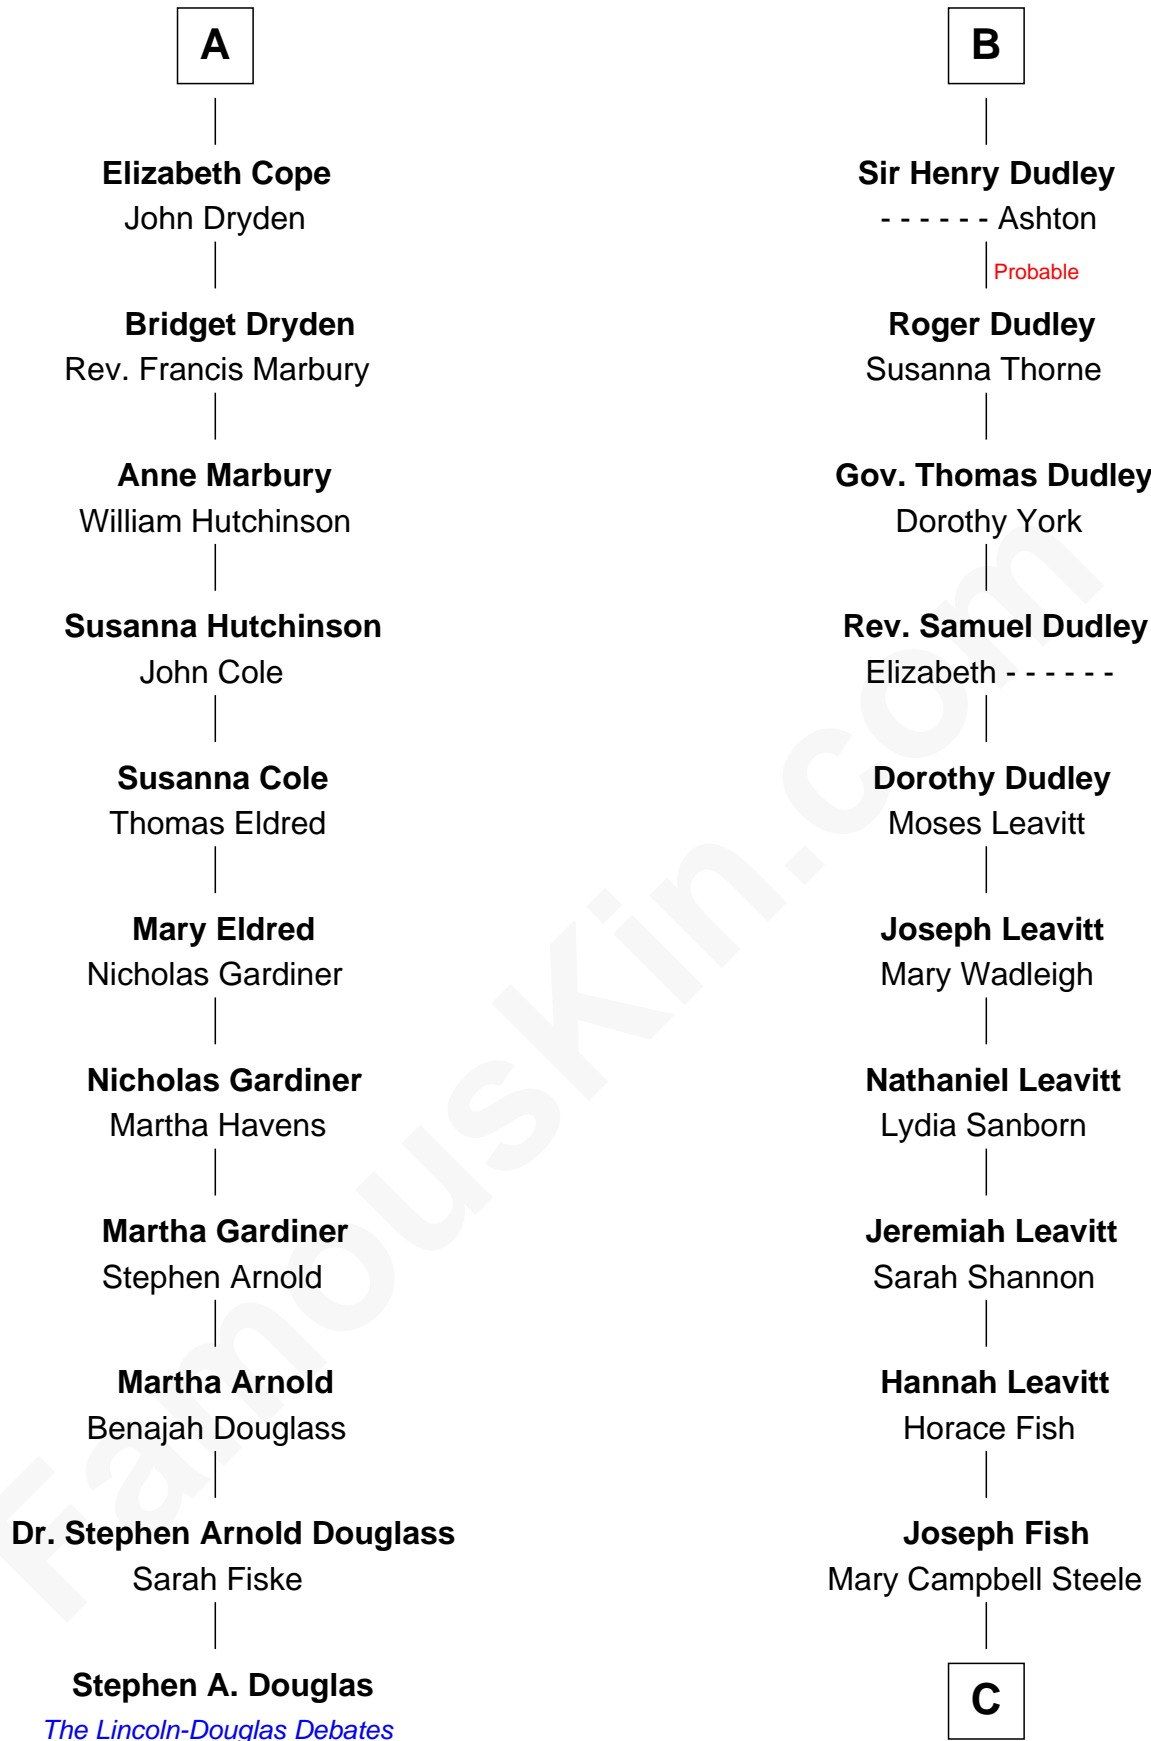 A
Elizabeth Cope
John Dryden
Bridget Dryden
Rev. Francis Marbury
Anne Marbury
William Hutchinson
Susanna Hutchinson
John Cole
Susanna Cole
Thomas Eldred
Mary Eldred
Nicholas Gardiner
Nicholas Gardiner
Martha Havens
Martha Gardiner
Stephen Arnold
Martha Arnold
Benajah Douglass
Dr. Stephen Arnold Douglass
Sarah Fiske
Stephen A. Douglas
The Lincoln-Douglas Debates
B
Sir Henry Dudley
- - - - - - Ashton
Probable
Roger Dudley
Susanna Thorne
Gov. Thomas Dudley
Dorothy York
Rev. Samuel Dudley
Elizabeth - - - - - -
Dorothy Dudley
Moses Leavitt
Joseph Leavitt
Mary Wadleigh
Nathaniel Leavitt
Lydia Sanborn
Jeremiah Leavitt
Sarah Shannon
Hannah Leavitt
Horace Fish
Joseph Fish
Mary Campbell Steele
C
FamousKin.com